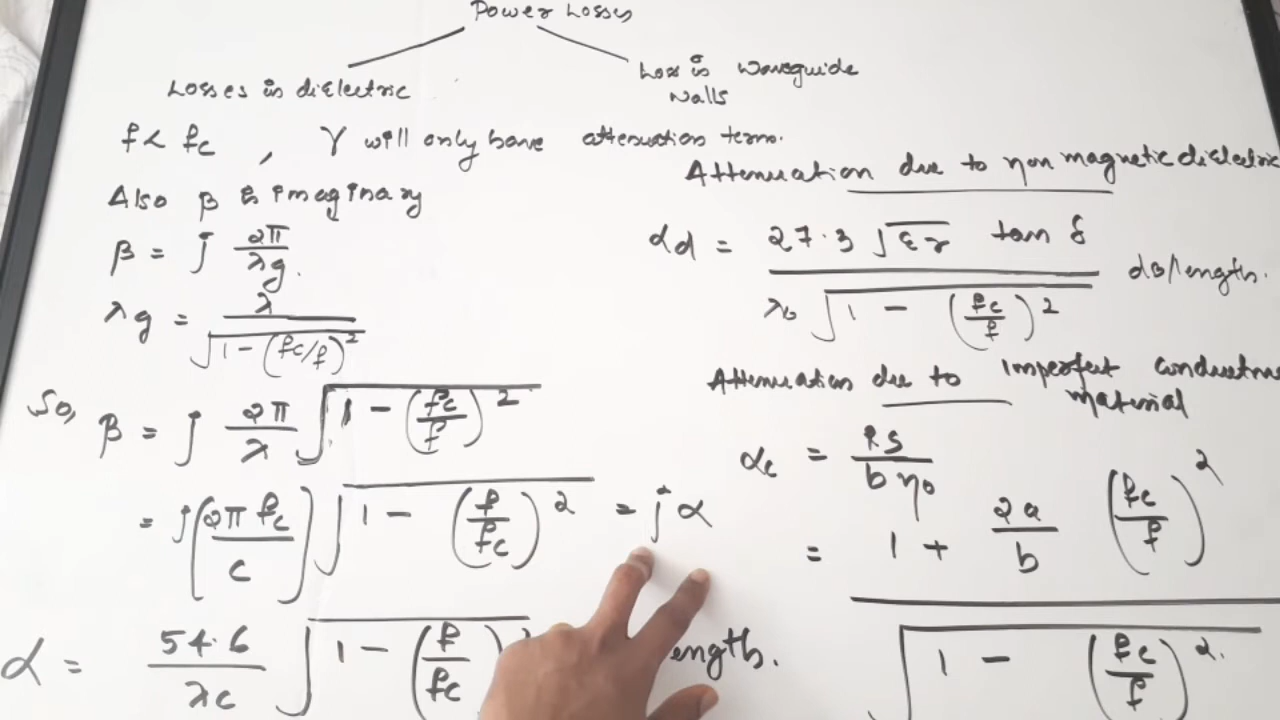 Power Losses
Losses in dielectric
Loss in Waveguide
Walls
f < fc , γ will only have attenuation term.
Also β is imaginary
β = j 2π/λg.
λg = λ/√(1-(fc/f)²)
So, β = j 2π/λ √(1-(fc/f)²)
= j(2π fc/c) √(1-(f/fc)²) = jα
α = 54.6/λc √(1-(f/fc)
ength.
Attenuation due to non magnetic dielectric
αd = 27.3 √εr tan δ / λ₀ √(1-(fc/f)²) dB/length.
Attenuation due to imperfect
material
αc = Rs/b η₀
= 1 + 2a/b (fc/f)² / √(1-(fc/f)².